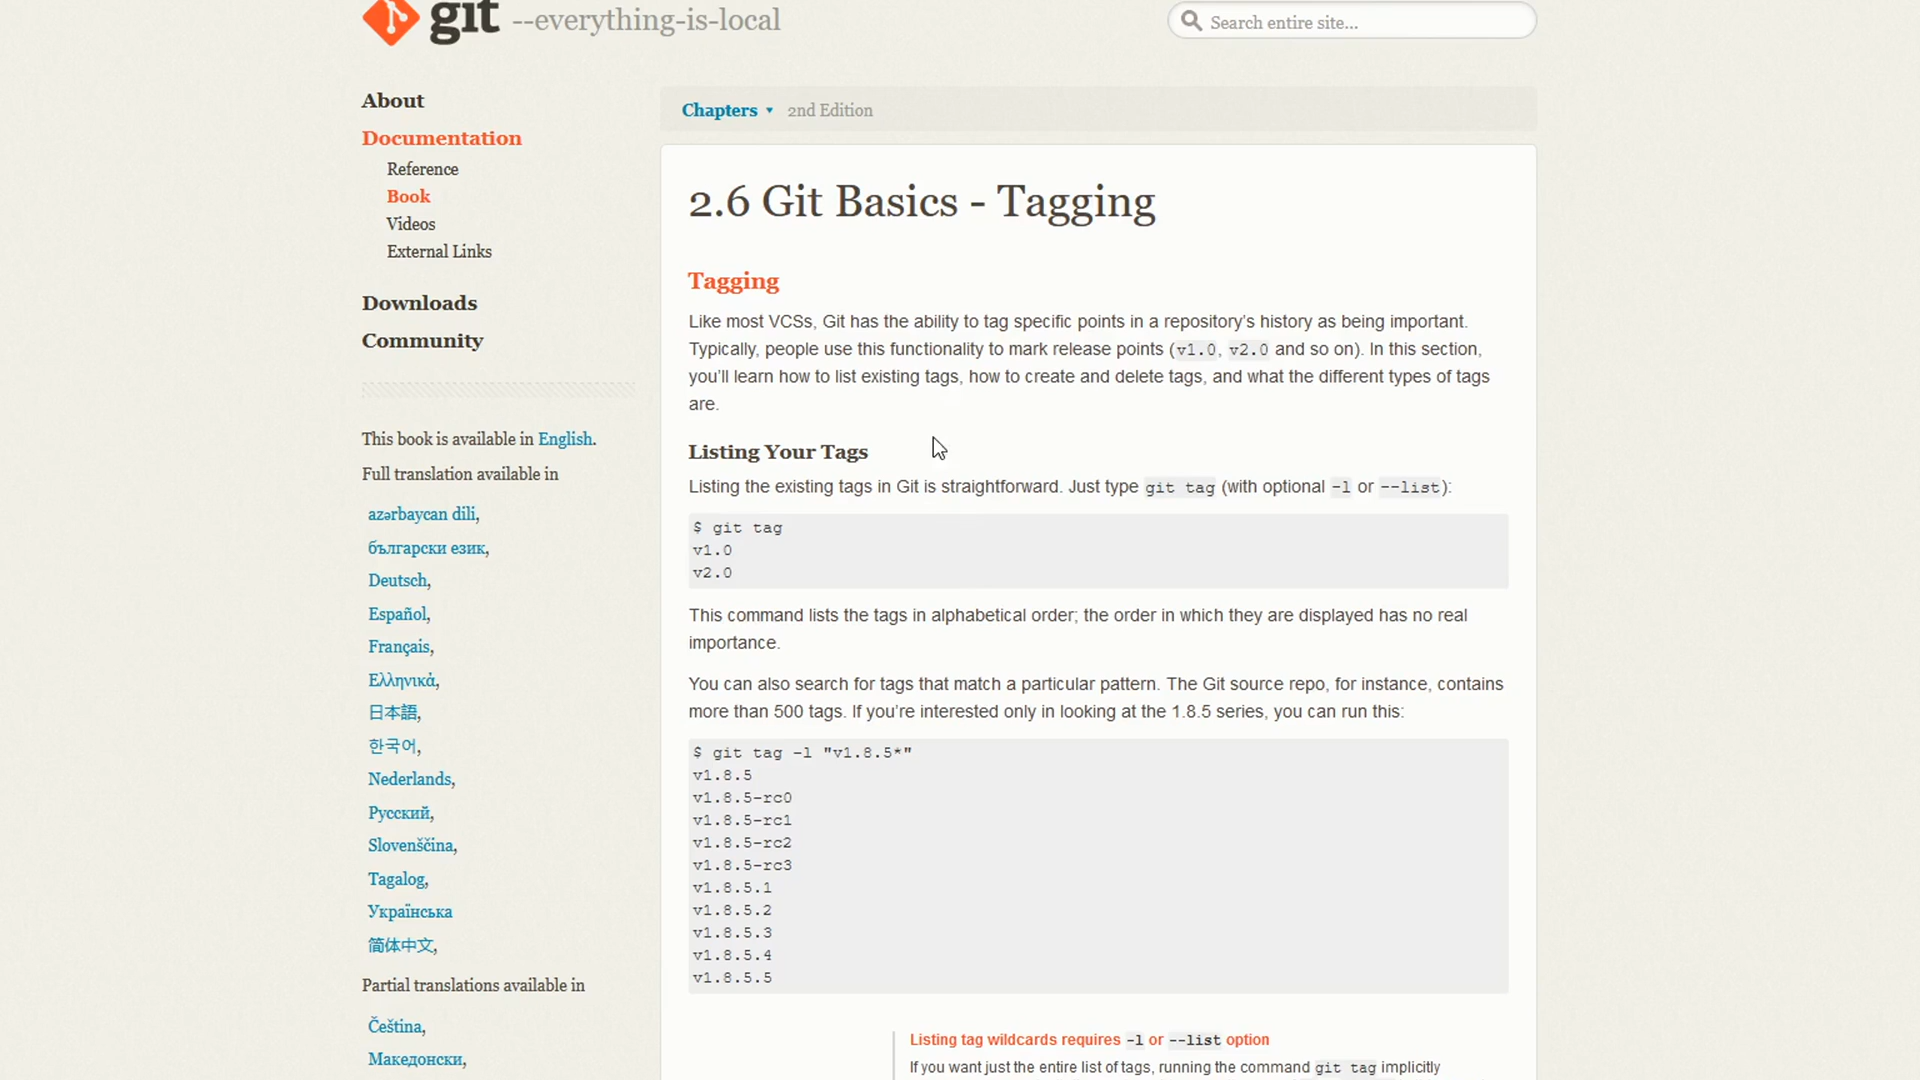 git --everything-is-local
Search entire site...
About
Documentation
Reference
Book
Videos
External Links
Downloads
Community
This book is available in English.
Full translation available in
azərbaycan dili,
български език,
Deutsch,
Español,
Français,
Ελληνικά,
日本語,
한국어,
Nederlands,
Русский,
Slovenščina,
Tagalog,
Українська
简体中文,
Partial translations available in
Čeština,
Македонски,
Chapters ▾ 2nd Edition
2.6 Git Basics - Tagging
Tagging
Like most VCSs, Git has the ability to tag specific points in a repository’s history as being important.
Typically, people use this functionality to mark release points (v1.0, v2.0 and so on). In this section,
you’ll learn how to list existing tags, how to create and delete tags, and what the different types of tags
are.
Listing Your Tags
Listing the existing tags in Git is straightforward. Just type git tag (with optional -l or --list):
$ git tag
v1.0
v2.0
This command lists the tags in alphabetical order; the order in which they are displayed has no real
importance.
You can also search for tags that match a particular pattern. The Git source repo, for instance, contains
more than 500 tags. If you’re interested only in looking at the 1.8.5 series, you can run this:
$ git tag -l "v1.8.5*"
v1.8.5
v1.8.5-rc0
v1.8.5-rc1
v1.8.5-rc2
v1.8.5-rc3
v1.8.5.1
v1.8.5.2
v1.8.5.3
v1.8.5.4
v1.8.5.5
Listing tag wildcards requires -l or --list option
If you want just the entire list of tags, running the command git tag implicitly